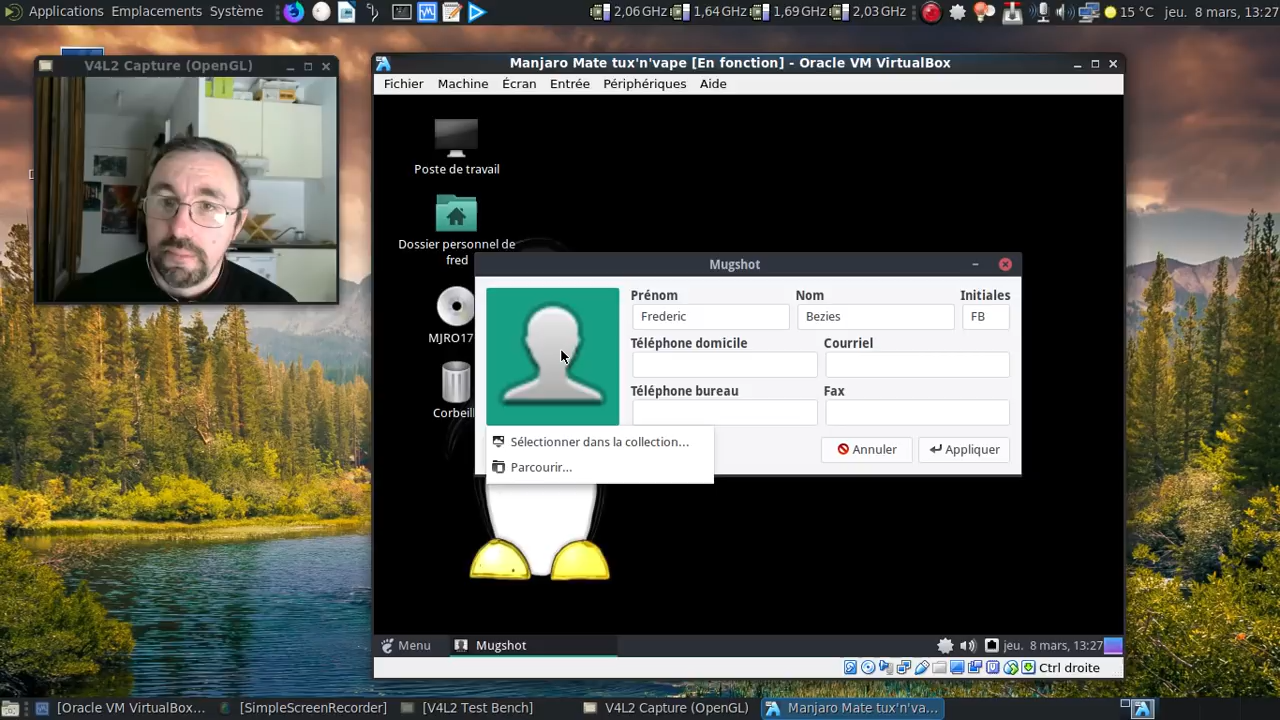 Applications Emplacements Système 2,06 GHz 1,64 GHz 1,69 GHz 2,03 GHz 15 °C jeu. 8 mars, 13:27
V4L2 Capture (OpenGL)
Manjaro Mate tux'n'vape [En fonction] - Oracle VM VirtualBox
Fichier Machine Écran Entrée Périphériques Aide
Poste de travail
Dossier personnel de
fred
MJRO17
Corbeill
Mugshot
Prénom Nom Initiales
Frederic Bezies FB
Téléphone domicile Courriel
Téléphone bureau Fax
Sélectionner dans la collection...
Parcourir...
Annuler Appliquer
Menu Mugshot jeu. 8 mars, 13:27
Ctrl droite
[Oracle VM VirtualBox... [SimpleScreenRecorder] [V4L2 Test Bench] V4L2 Capture (OpenGL) Manjaro Mate tux'n'va...